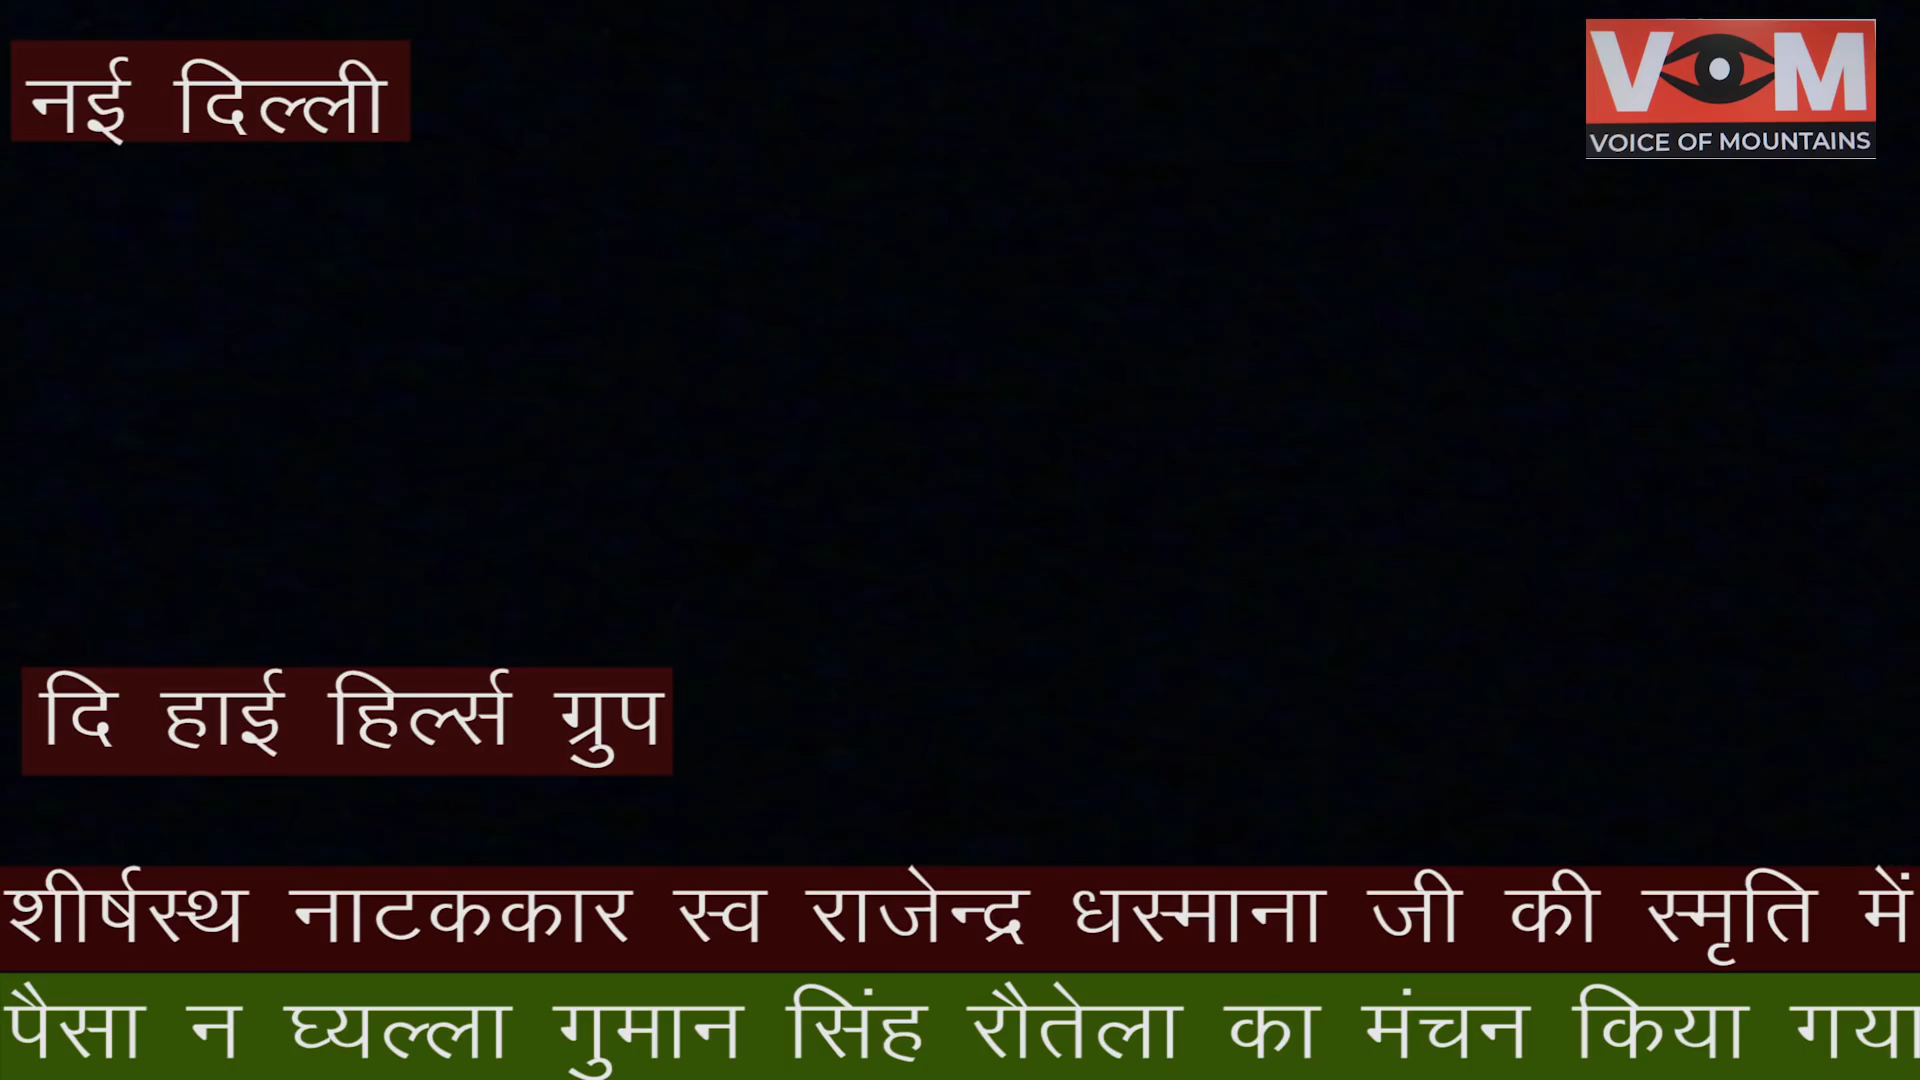 नई दिल्ली
VOM
VOICE OF MOUNTAINS
दि हाई हिर्ल्स ग्रुप
शीर्षस्थ नाटककार स्व राजेन्द्र धस्माना जी की स्मृति में
पैसा न घ्यल्ला गुमान सिंह रौतेला का मंचन किया गया